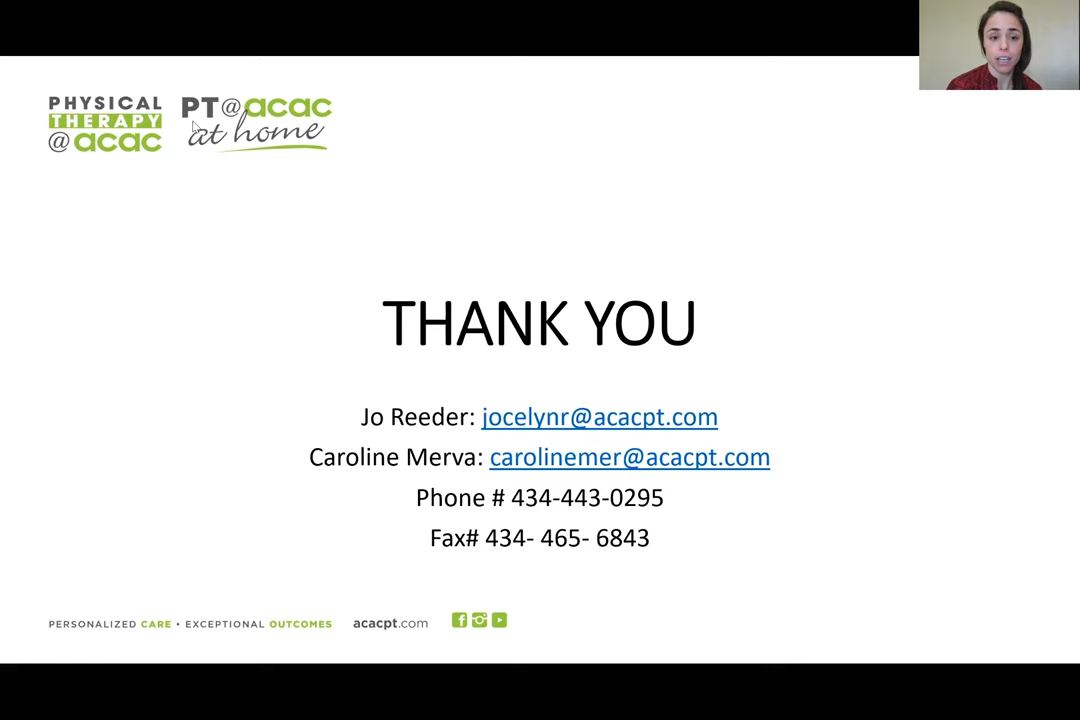 PHYSICAL
THERAPY
@acac
PT@acac
at home
THANK YOU
Jo Reeder: jocelynr@acacpt.com
Caroline Merva: carolinemer@acacpt.com
Phone # 434-443-0295
Fax# 434- 465- 6843
PERSONALIZED CARE • EXCEPTIONAL OUTCOMES acacpt.com